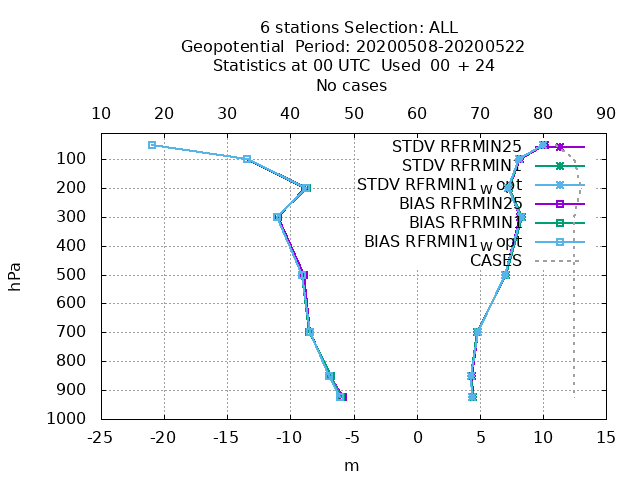 6 stations Selection: ALL
Geopotential  Period: 20200508-20200522
Statistics at 00 UTC  Used  00 + 24
No cases
10 20 30 40 50 60 70 80 90
STDV RFRMIN25
STDV RFRMIN1
STDV RFRMIN1_W opt
BIAS RFRMIN25
BIAS RFRMIN1
BIAS RFRMIN1_W opt
CASES
hPa
100
200
300
400
500
600
700
800
900
1000
-25 -20 -15 -10 -5 0 5 10 15
m